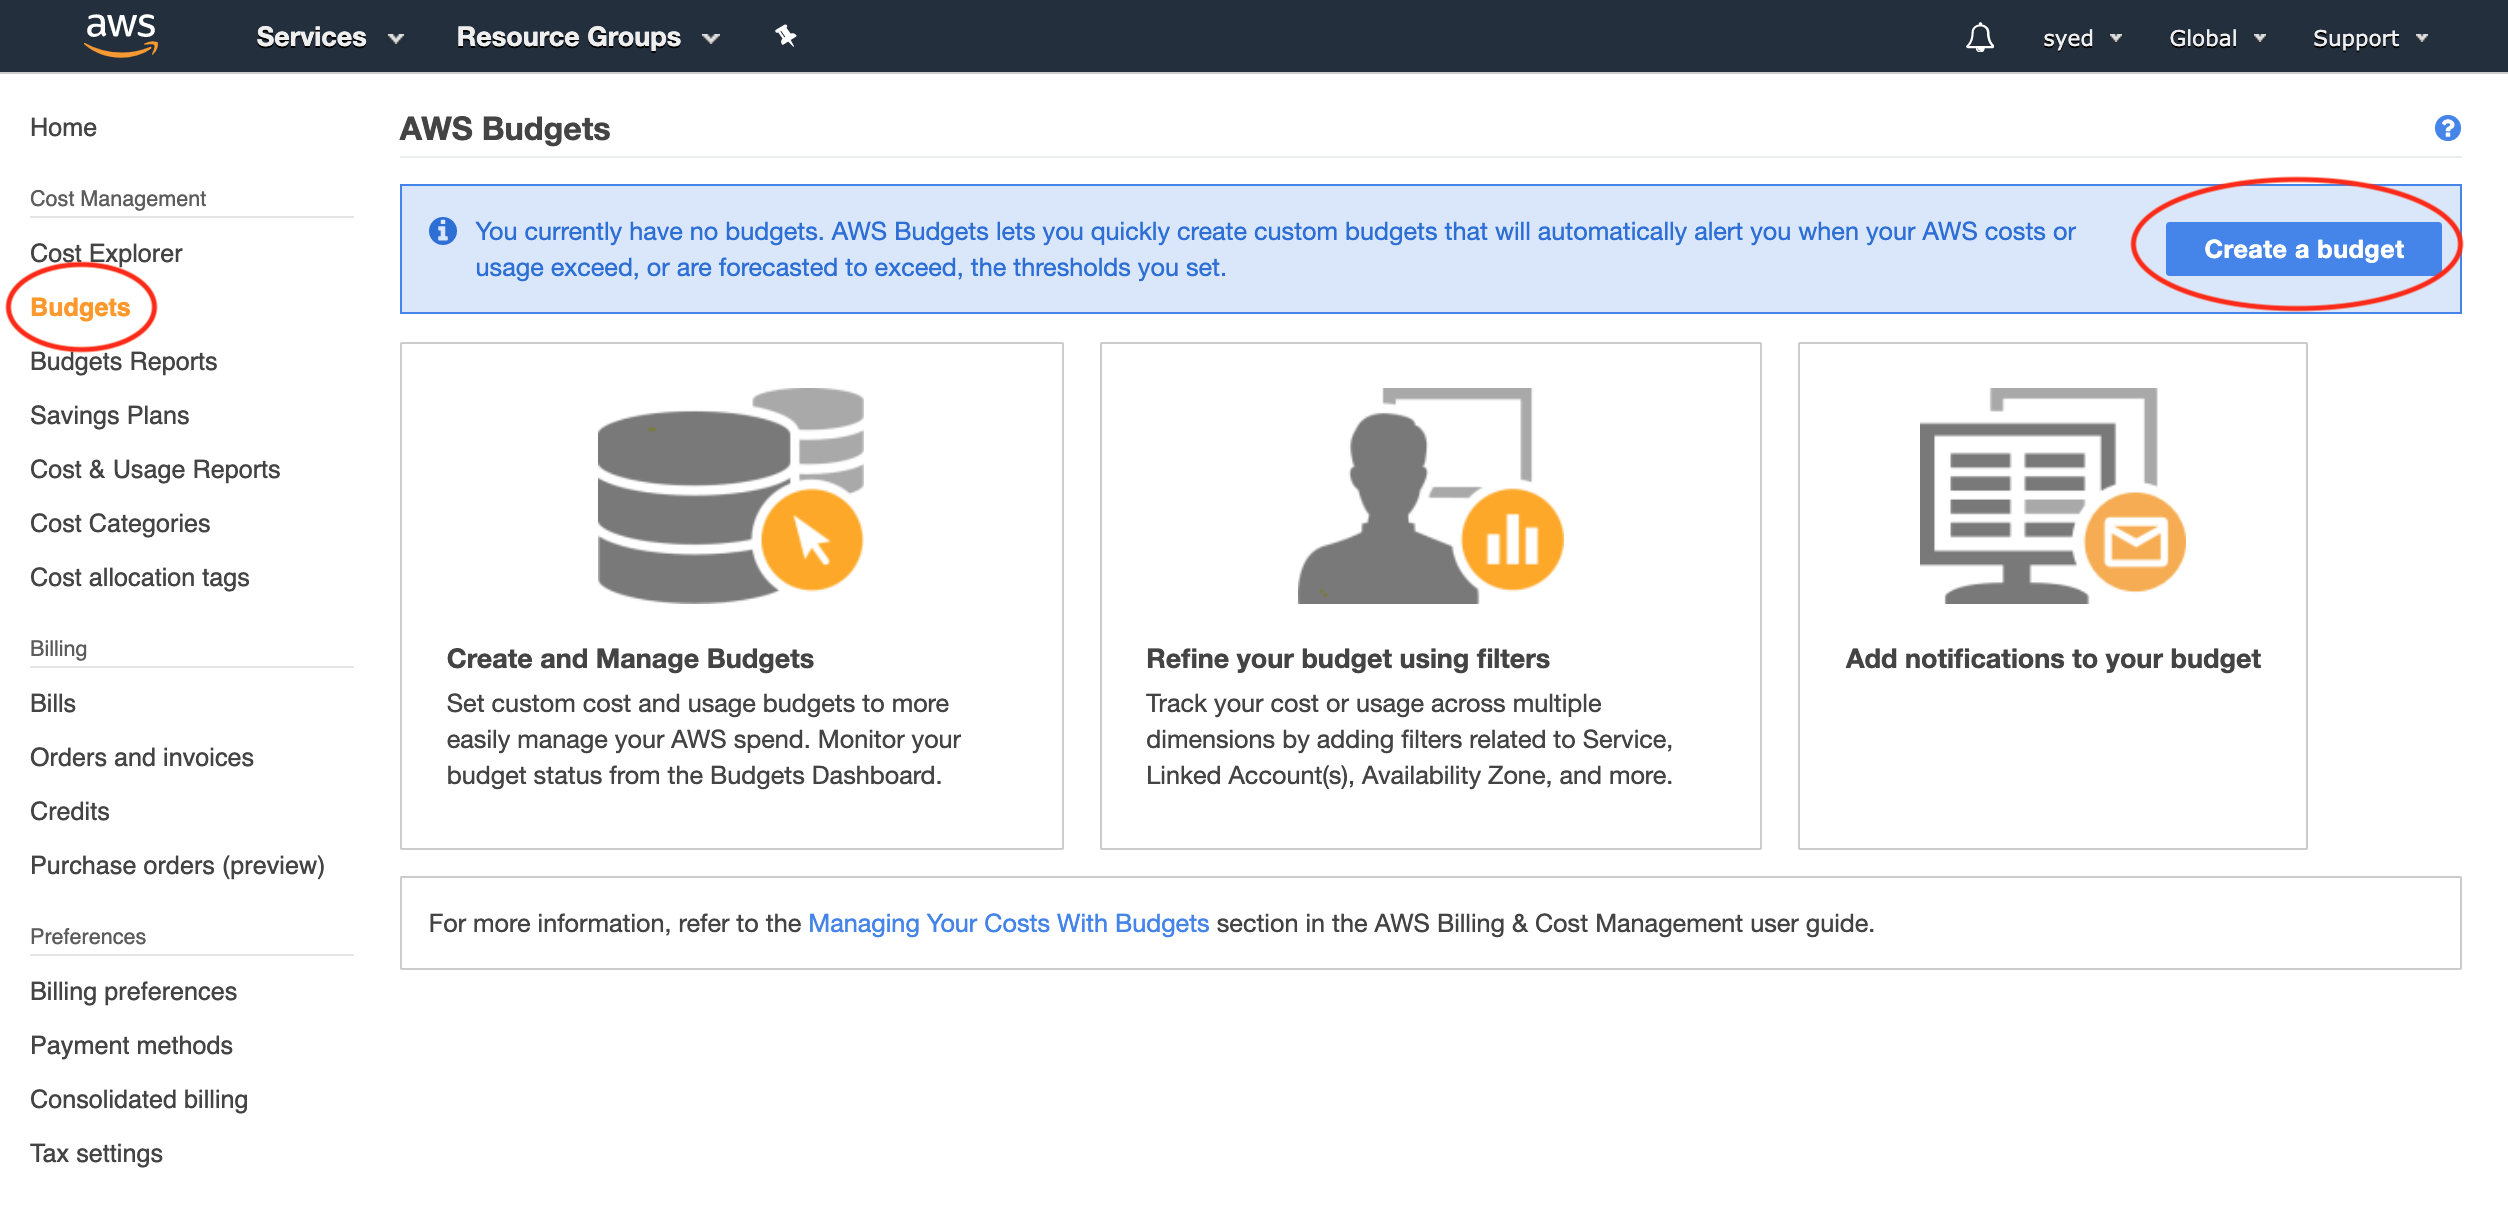 aws
Services
Resource Groups
syed
Global
Support
Home
Cost Management
Cost Explorer
Budgets
Budgets Reports
Savings Plans
Cost & Usage Reports
Cost Categories
Cost allocation tags
Billing
Bills
Orders and invoices
Credits
Purchase orders (preview)
Preferences
Billing preferences
Payment methods
Consolidated billing
Tax settings
AWS Budgets
?
You currently have no budgets. AWS Budgets lets you quickly create custom budgets that will automatically alert you when your AWS costs or
usage exceed, or are forecasted to exceed, the thresholds you set.
Create a budget
Create and Manage Budgets
Set custom cost and usage budgets to more
easily manage your AWS spend. Monitor your
budget status from the Budgets Dashboard.
Refine your budget using filters
Track your cost or usage across multiple
dimensions by adding filters related to Service,
Linked Account(s), Availability Zone, and more.
Add notifications to your budget
For more information, refer to the Managing Your Costs With Budgets section in the AWS Billing & Cost Management user guide.